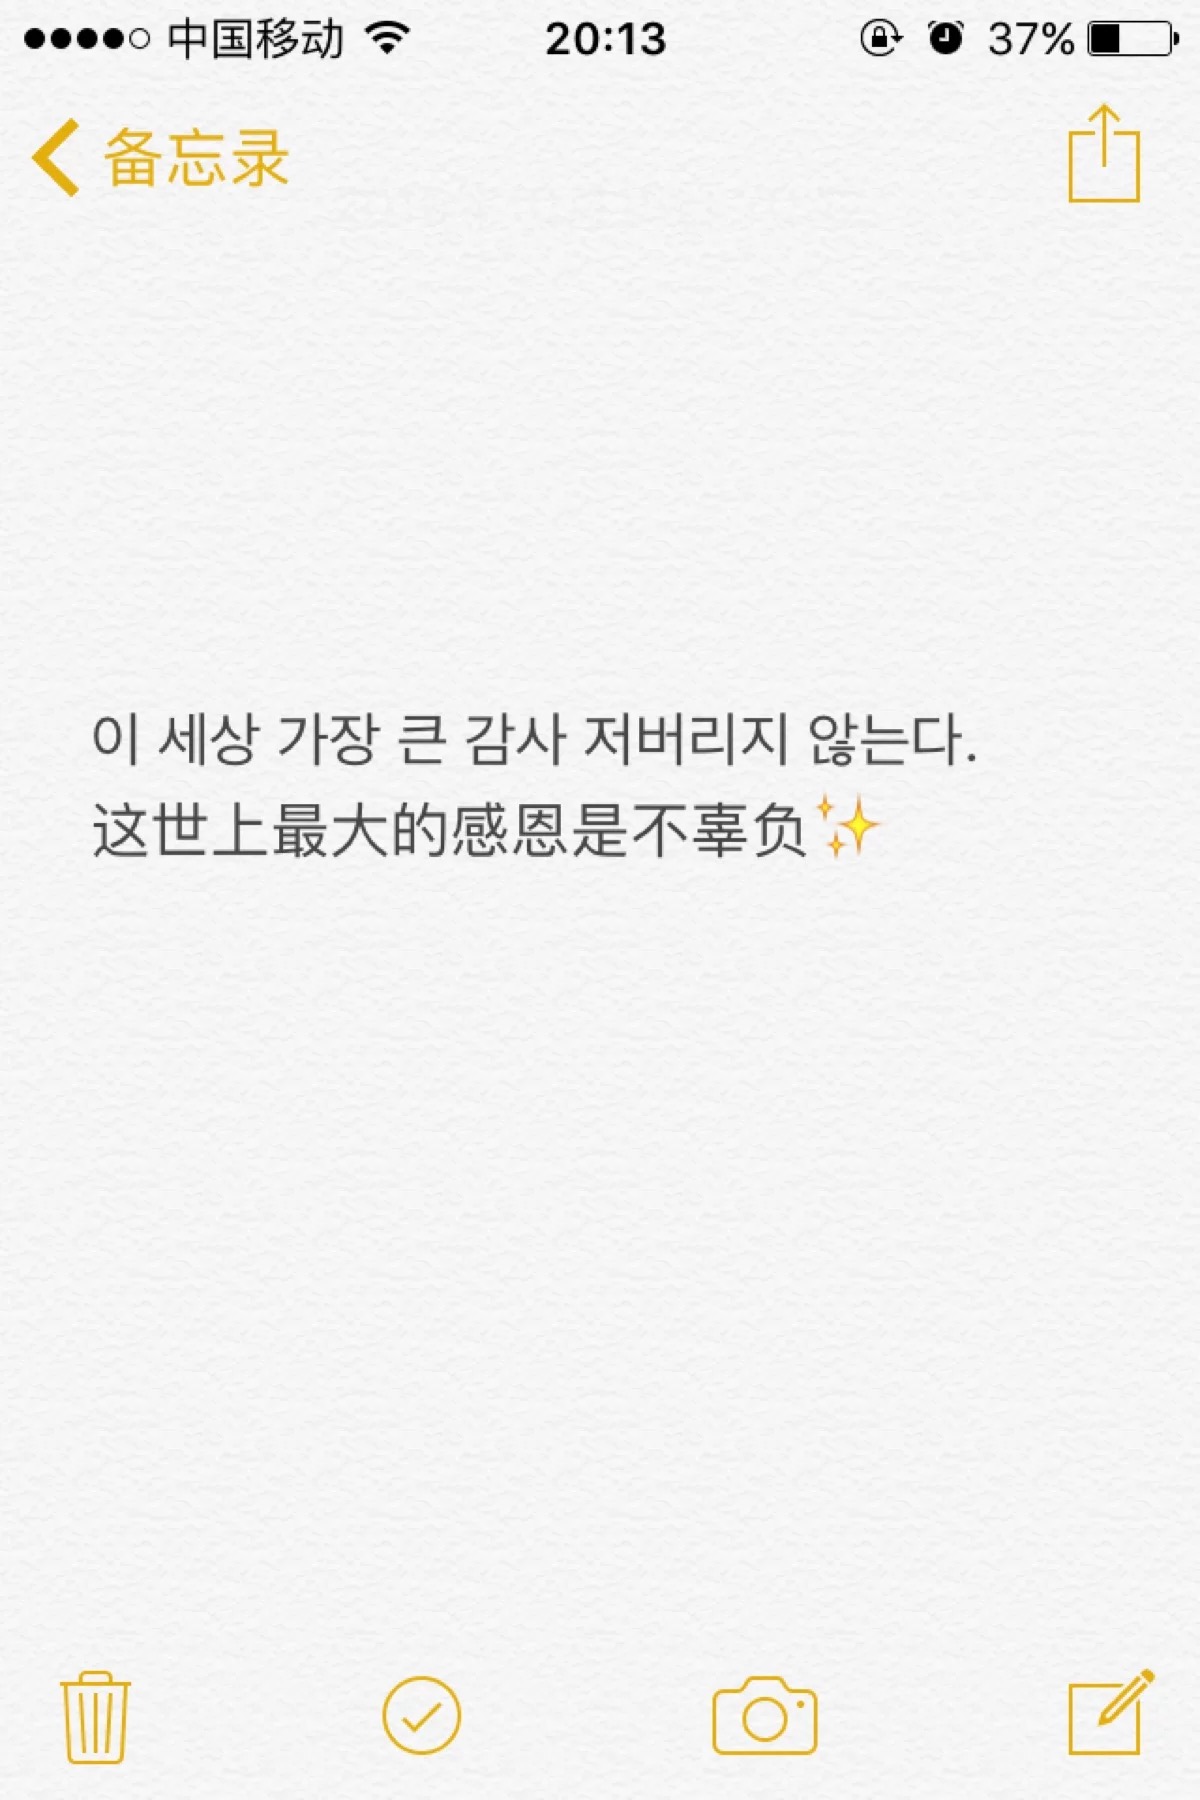 中国移动 20:13 37%
备忘录
이 세상 가장 큰 감사 저버리지 않는다.
这世上最大的感恩是不辜负✨